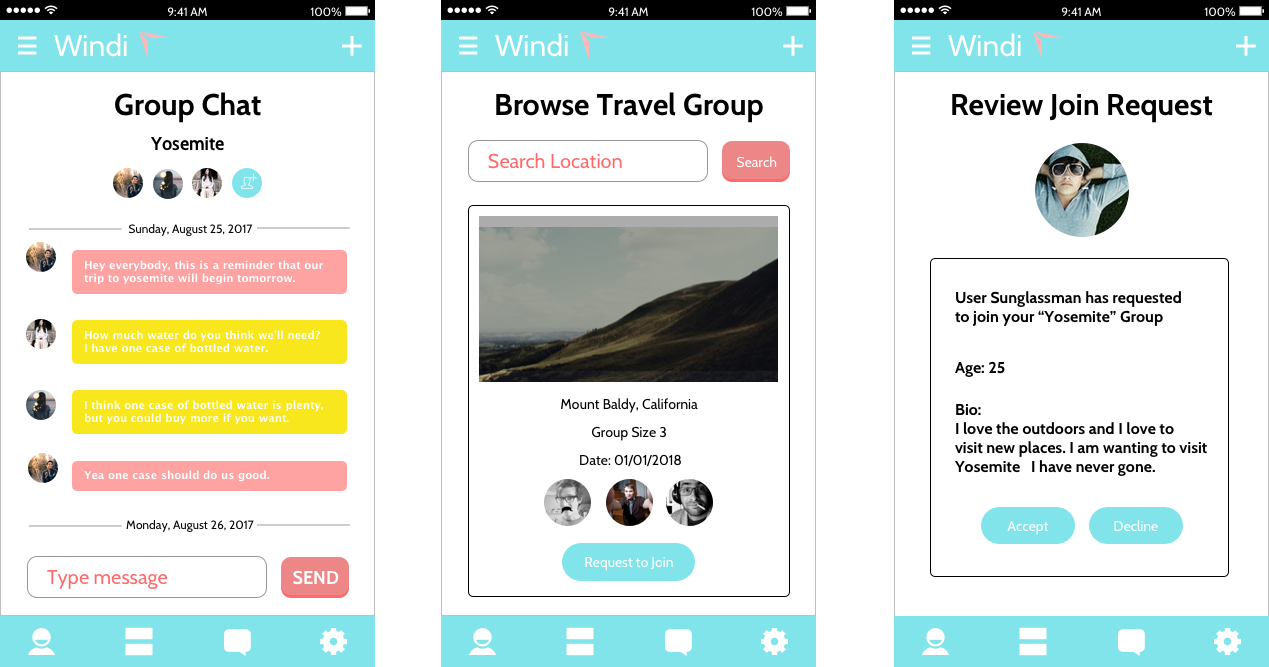 9:41 AM 100%
Windi
Group Chat
Yosemite
Sunday, August 25, 2017
Hey everybody, this is a reminder that our
trip to yosemite will begin tomorrow.
How much water do you think we'll need?
I have one case of bottled water.
I think one case of bottled water is plenty,
but you could buy more if you want.
Yea one case should do us good.
Monday, August 26, 2017
Type message SEND
9:41 AM 100%
Windi
Browse Travel Group
Search Location Search
Mount Baldy, California
Group Size 3
Date: 01/01/2018
Request to Join
9:41 AM 100%
Windi
Review Join Request
User Sunglassman has requested
to join your “Yosemite” Group
Age: 25
Bio:
I love the outdoors and I love to
visit new places. I am wanting to visit
Yosemite I have never gone.
Accept Decline